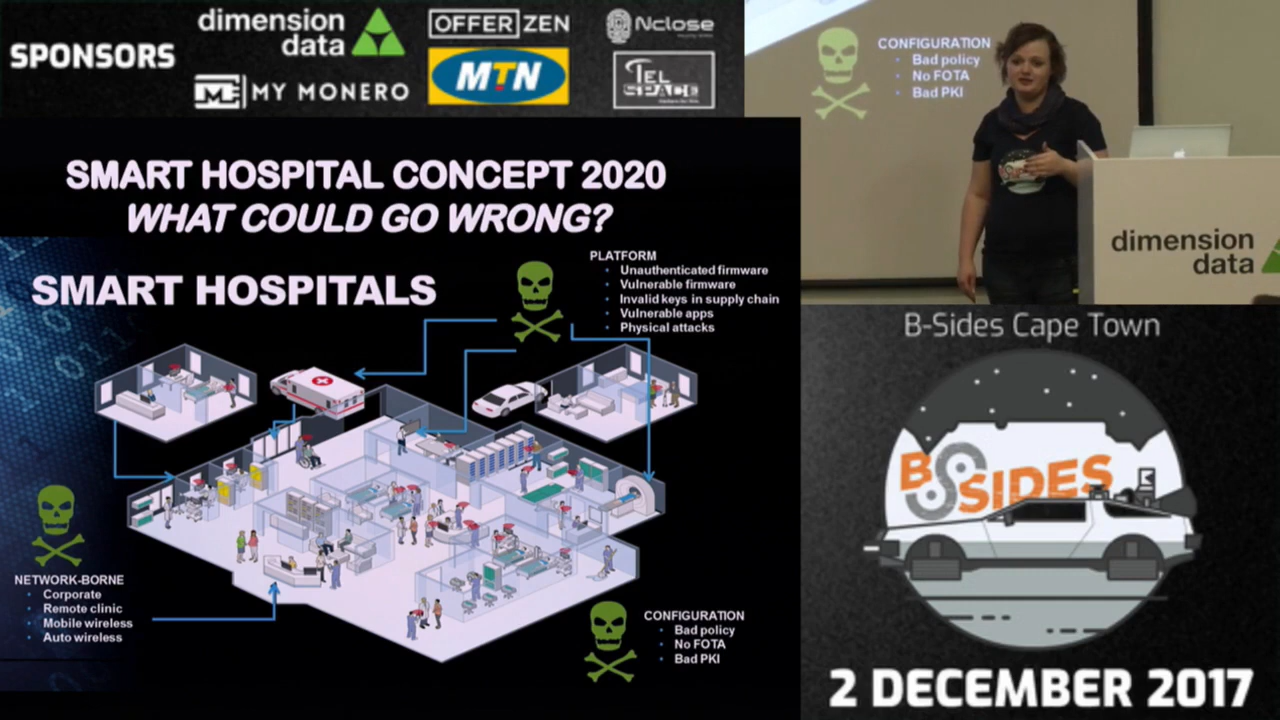 SPONSORS
dimension
data
OFFERZEN
Nclose
MY MONERO
MTN
TEL
SPACE
SMART HOSPITAL CONCEPT 2020
WHAT COULD GO WRONG?
SMART HOSPITALS
PLATFORM
• Unauthenticated firmware
• Vulnerable firmware
• Invalid keys in supply chain
• Vulnerable apps
• Physical attacks
NETWORK-BORNE
• Corporate
• Remote clinic
• Mobile wireless
• Auto wireless
CONFIGURATION
• Bad policy
• No FOTA
• Bad PKI
CONFIGURATION
• Bad policy
• No FOTA
• Bad PKI
dimension
data
B-Sides Cape Town
B SIDES
2 DECEMBER 2017